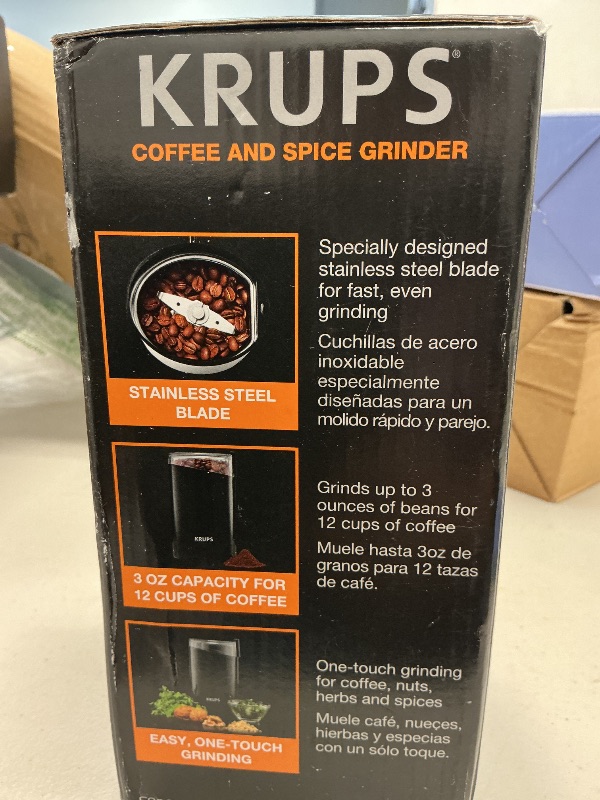 KRUPS®
COFFEE AND SPICE GRINDER
STAINLESS STEEL
BLADE
Specially designed
stainless steel blade
for fast, even
grinding
Cuchillas de acero
inoxidable
especialmente
diseñadas para un
molido rápido y parejo.
KRUPS
3 OZ CAPACITY FOR
12 CUPS OF COFFEE
Grinds up to 3
ounces of beans for
12 cups of coffee
Muele hasta 3oz de
granos para 12 tazas
de café.
KRUPS
EASY, ONE-TOUCH
GRINDING
One-touch grinding
for coffee, nuts,
herbs and spices
Muele café, nueces,
hierbas y especias
con un sólo toque.